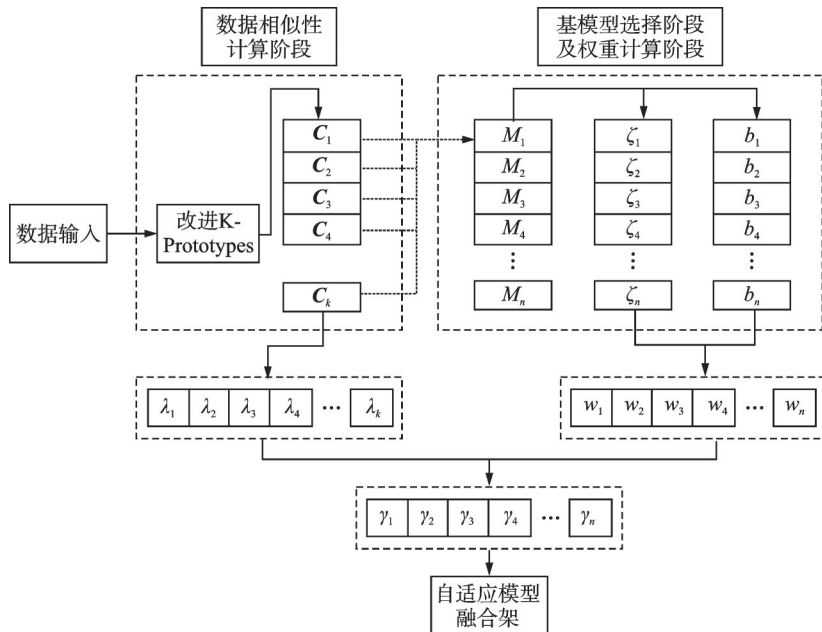 数据相似性
计算阶段
基模型选择阶段
及权重计算阶段
数据输入
改进K-
Prototypes
C₁
C₂
C₃
C₄
Cₖ
M₁
M₂
M₃
M₄
⋮
Mₙ
ζ₁
ζ₂
ζ₃
ζ₄
⋮
ζₙ
b₁
b₂
b₃
b₄
⋮
bₙ
λ₁ λ₂ λ₃ λ₄ ··· λₖ
w₁ w₂ w₃ w₄ ··· wₙ
γ₁ γ₂ γ₃ γ₄ ··· γₙ
自适应模型
融合架